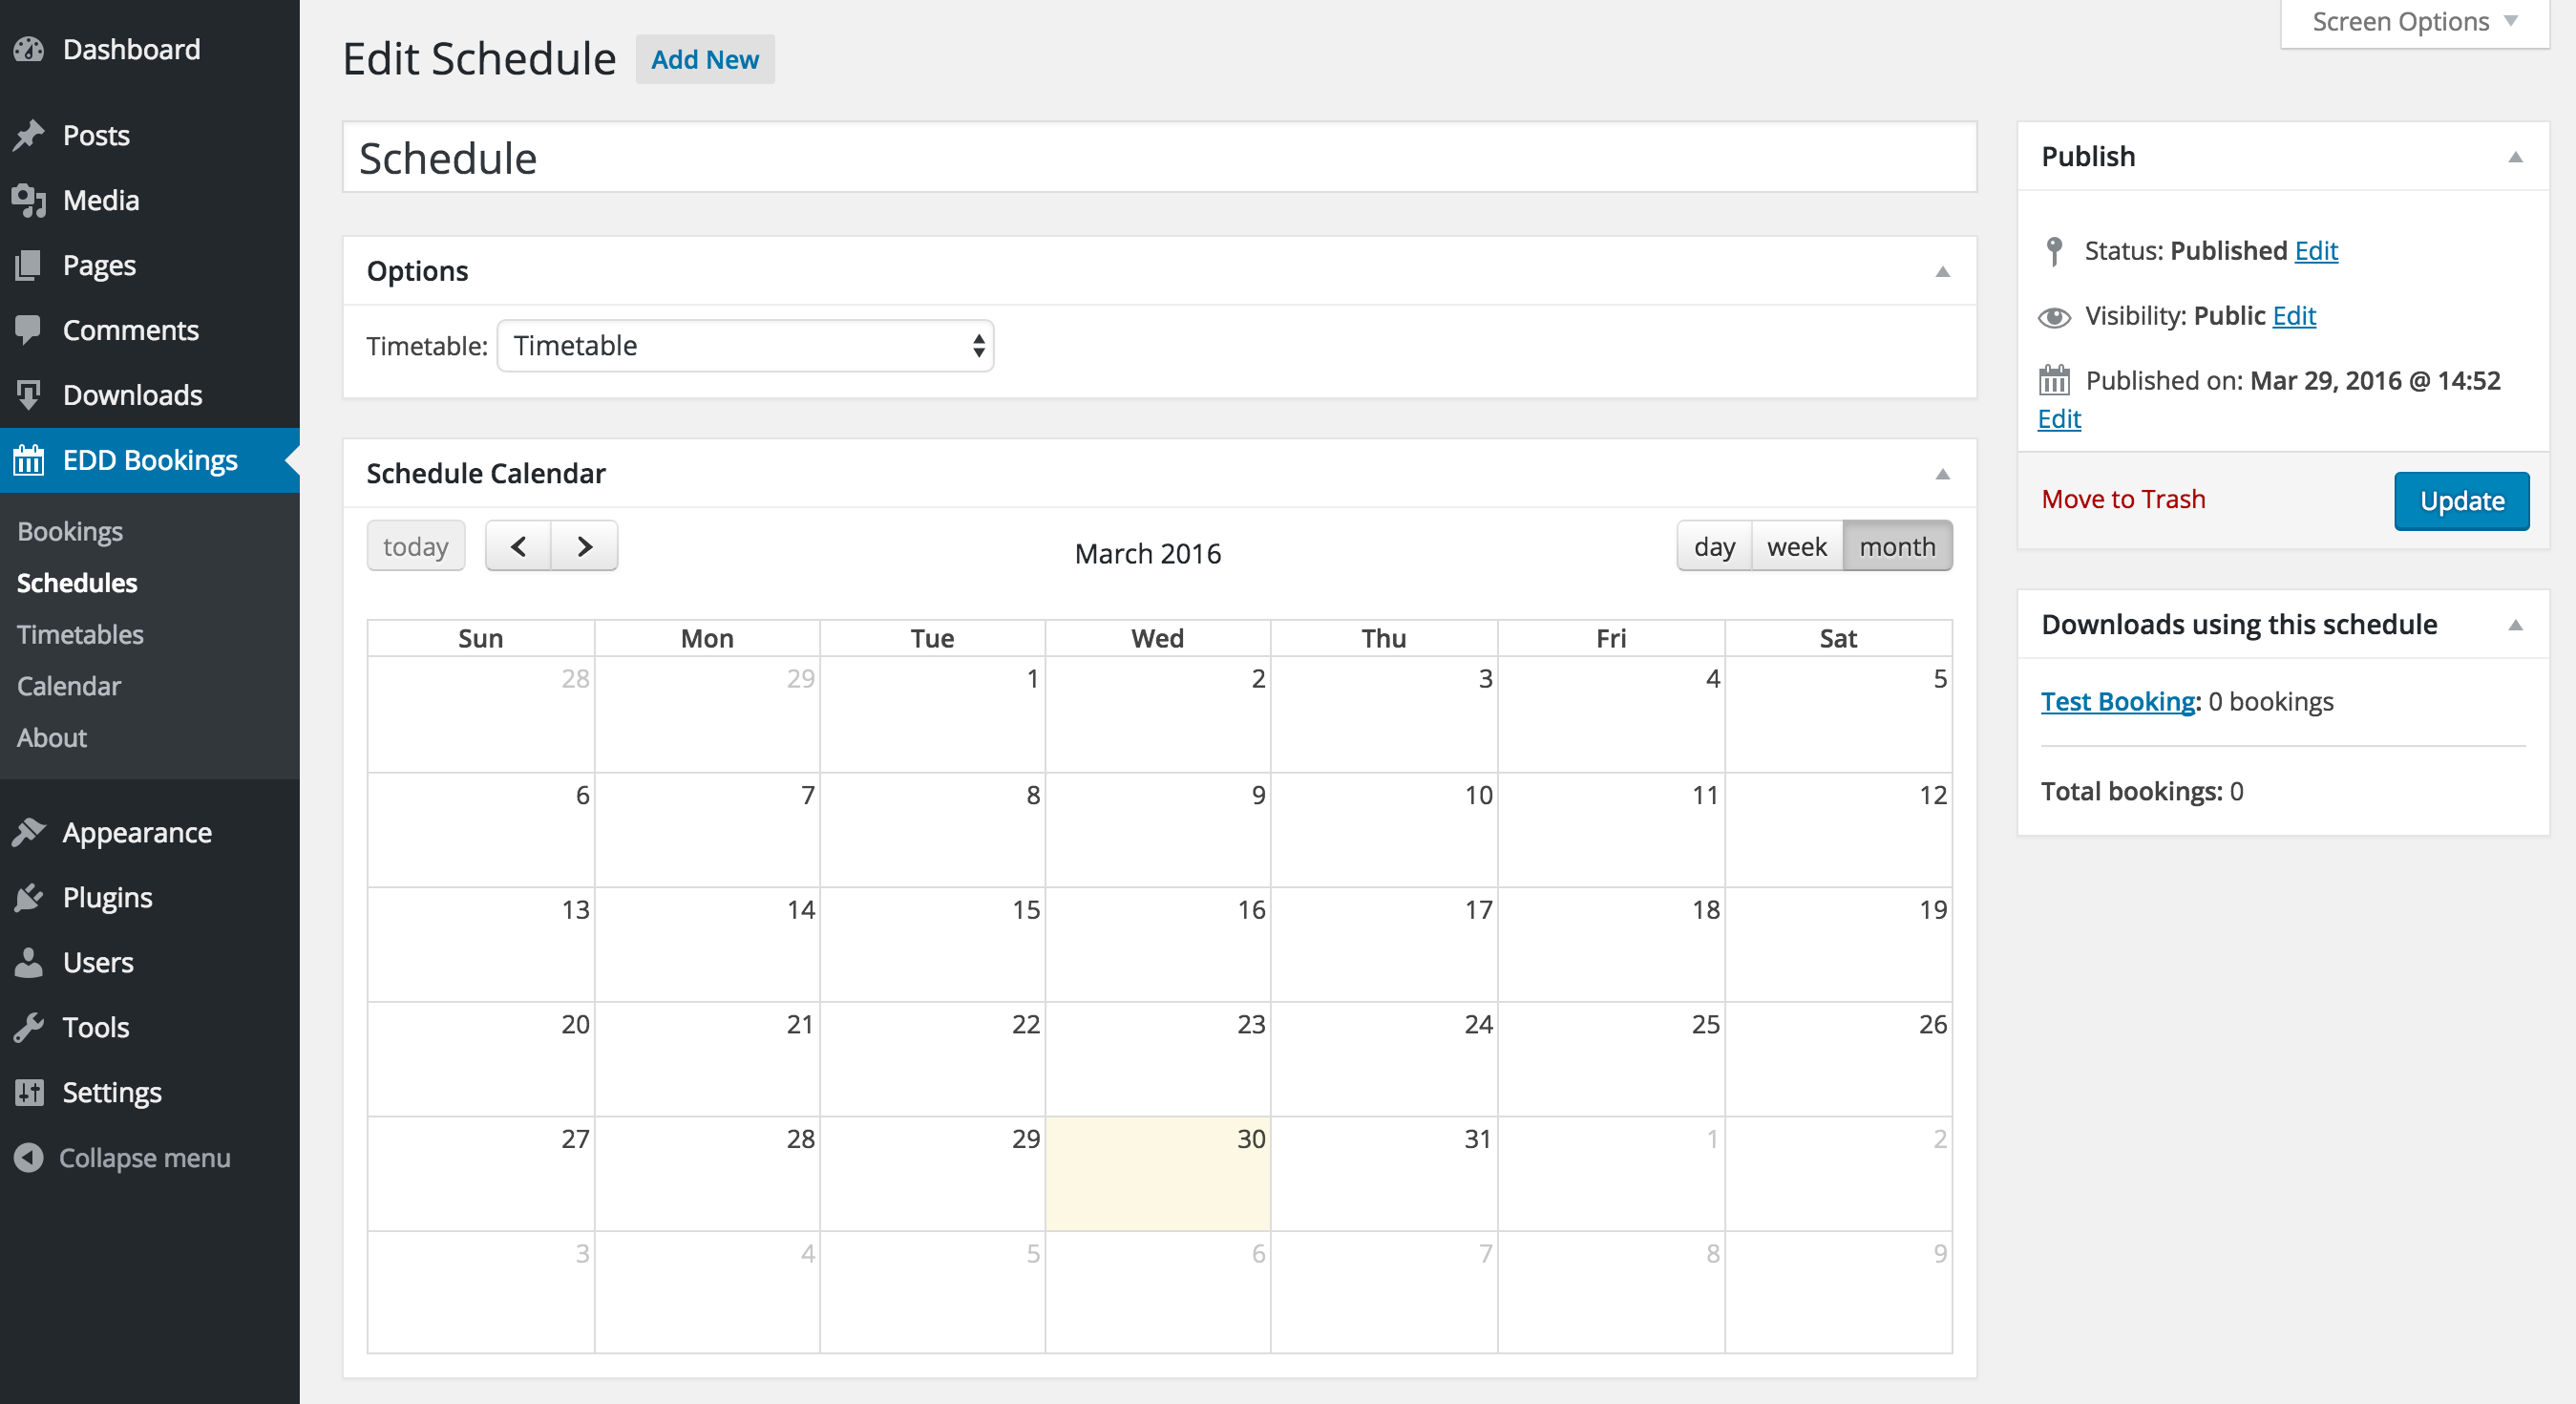 Dashboard
Posts
Media
Pages
Comments
Downloads
EDD Bookings
Bookings
Schedules
Timetables
Calendar
About
Appearance
Plugins
Users
Tools
Settings
Collapse menu
Screen Options
Edit Schedule Add New
Schedule
Options
Timetable: Timetable
Schedule Calendar
today March 2016 day week month
Sun Mon Tue Wed Thu Fri Sat
28 29 1 2 3 4 5
6 7 8 9 10 11 12
13 14 15 16 17 18 19
20 21 22 23 24 25 26
27 28 29 30 31 1 2
3 4 5 6 7 8 9
Publish
Status: Published Edit
Visibility: Public Edit
Published on: Mar 29, 2016 @ 14:52
Edit
Move to Trash Update
Downloads using this schedule
Test Booking: 0 bookings
Total bookings: 0